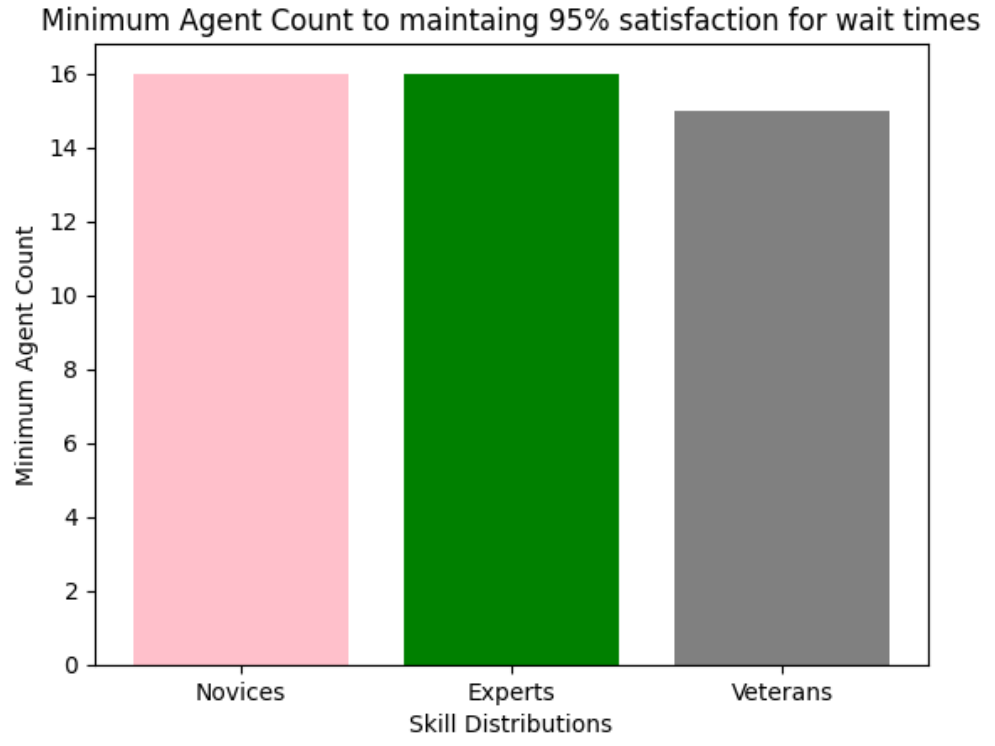 Minimum Agent Count to maintaing 95% satisfaction for wait times
Minimum Agent Count
16
14
12
10
8
6
4
2
0
Novices
Experts
Veterans
Skill Distributions